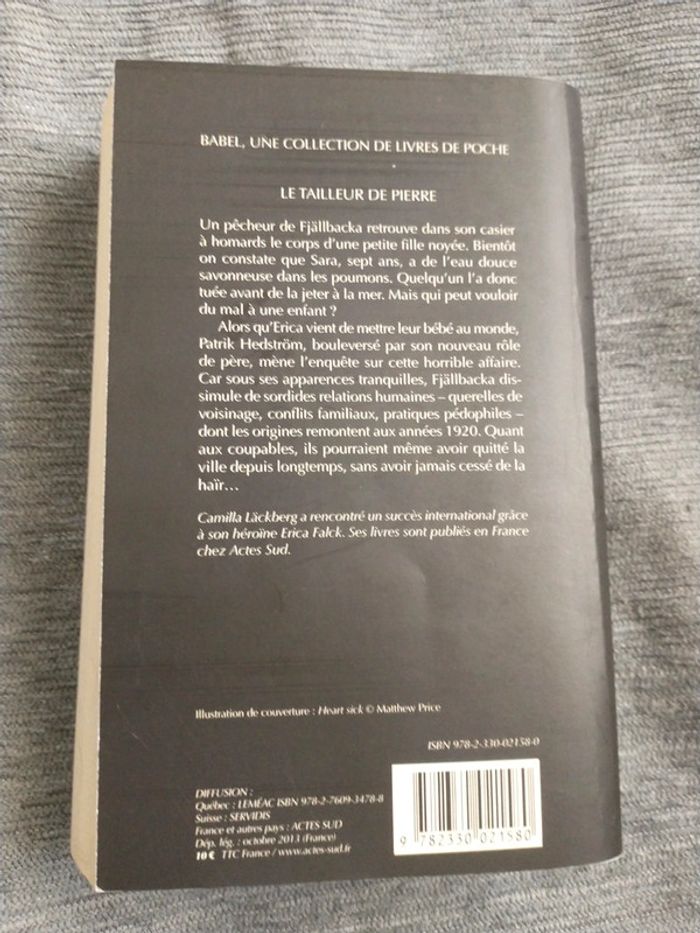 BABEL, UNE COLLECTION DE LIVRES DE POCHE
LE TAILLEUR DE PIERRE
Un pêcheur de Fjällbacka retrouve dans son casier
à homards le corps d'une petite fille noyée. Bientôt
on constate que Sara, sept ans, a de l'eau douce
savonneuse dans les poumons. Quelqu'un l'a donc
tuée avant de la jeter à la mer. Mais qui peut vouloir
du mal à une enfant ?
Alors qu'Erica vient de mettre leur bébé au monde,
Patrik Hedström, bouleversé par son nouveau rôle
de père, mène l'enquête sur cette horrible affaire.
Car sous ses apparences tranquilles, Fjällbacka dis-
simule de sordides relations humaines – querelles de
voisinage, conflits familiaux, pratiques pédophiles –
dont les origines remontent aux années 1920. Quant
aux coupables, ils pourraient même avoir quitté la
ville depuis longtemps, sans avoir jamais cessé de la
haïr…
Camilla Läckberg a rencontré un succès international grâce
à son héroïne Erica Falck. Ses livres sont publiés en France
chez Actes Sud.
Illustration de couverture : Heart sick © Matthew Price
ISBN 978-2-330-02158-0
DIFFUSION :
Québec : LEMÉAC ISBN 978-2-7609-3478-8
Suisse : SERVIDIS
France et autres pays : ACTES SUD
Dép. lég. : octobre 2013 (France)
10 € TTC France / www.actes-sud.fr
9 782330 021580